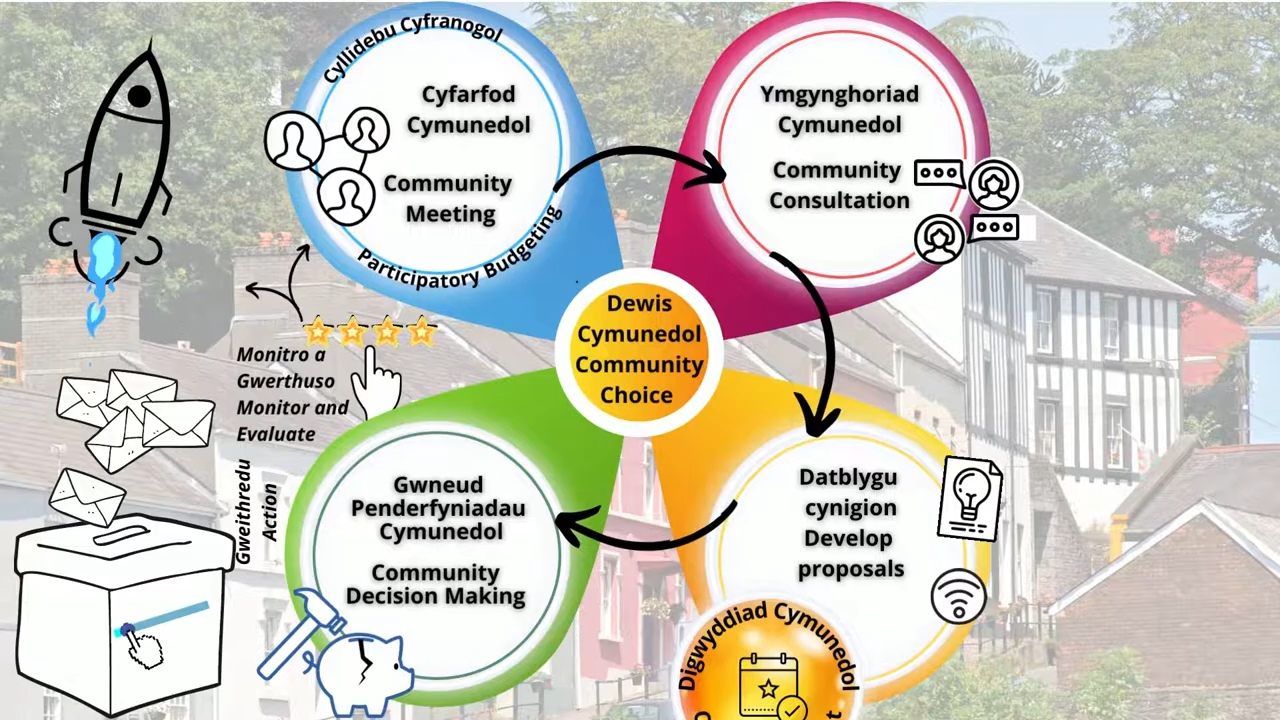 Cyllidebu Cyfranogol
Cyfarfod
Cymunedol
Community
Meeting
Participatory Budgeting
Ymgynghoriad
Cymunedol
Community
Consultation
Dewis
Cymunedol
Community
Choice
Monitro a
Gwerthuso
Monitor and
Evaluate
Gweithredu
Action
Gwneud
Penderfyniadau
Cymunedol
Community
Decision Making
Datblygu
cynigion
Develop
proposals
Digwyddiad Cymunedol